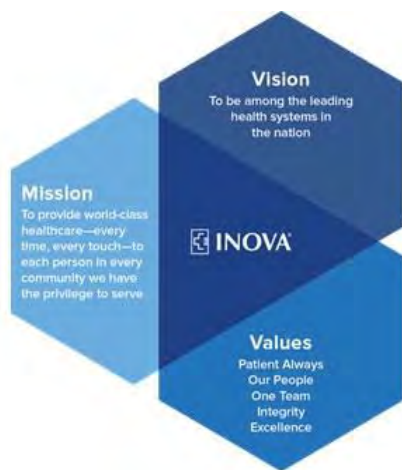 Vision
To be among the leading
health systems in
the nation
Mission
To provide world-class
healthcare—every
time, every touch—to
each person in every
community we have
the privilege to serve
INOVA
Values
Patient Always
Our People
One Team
Integrity
Excellence